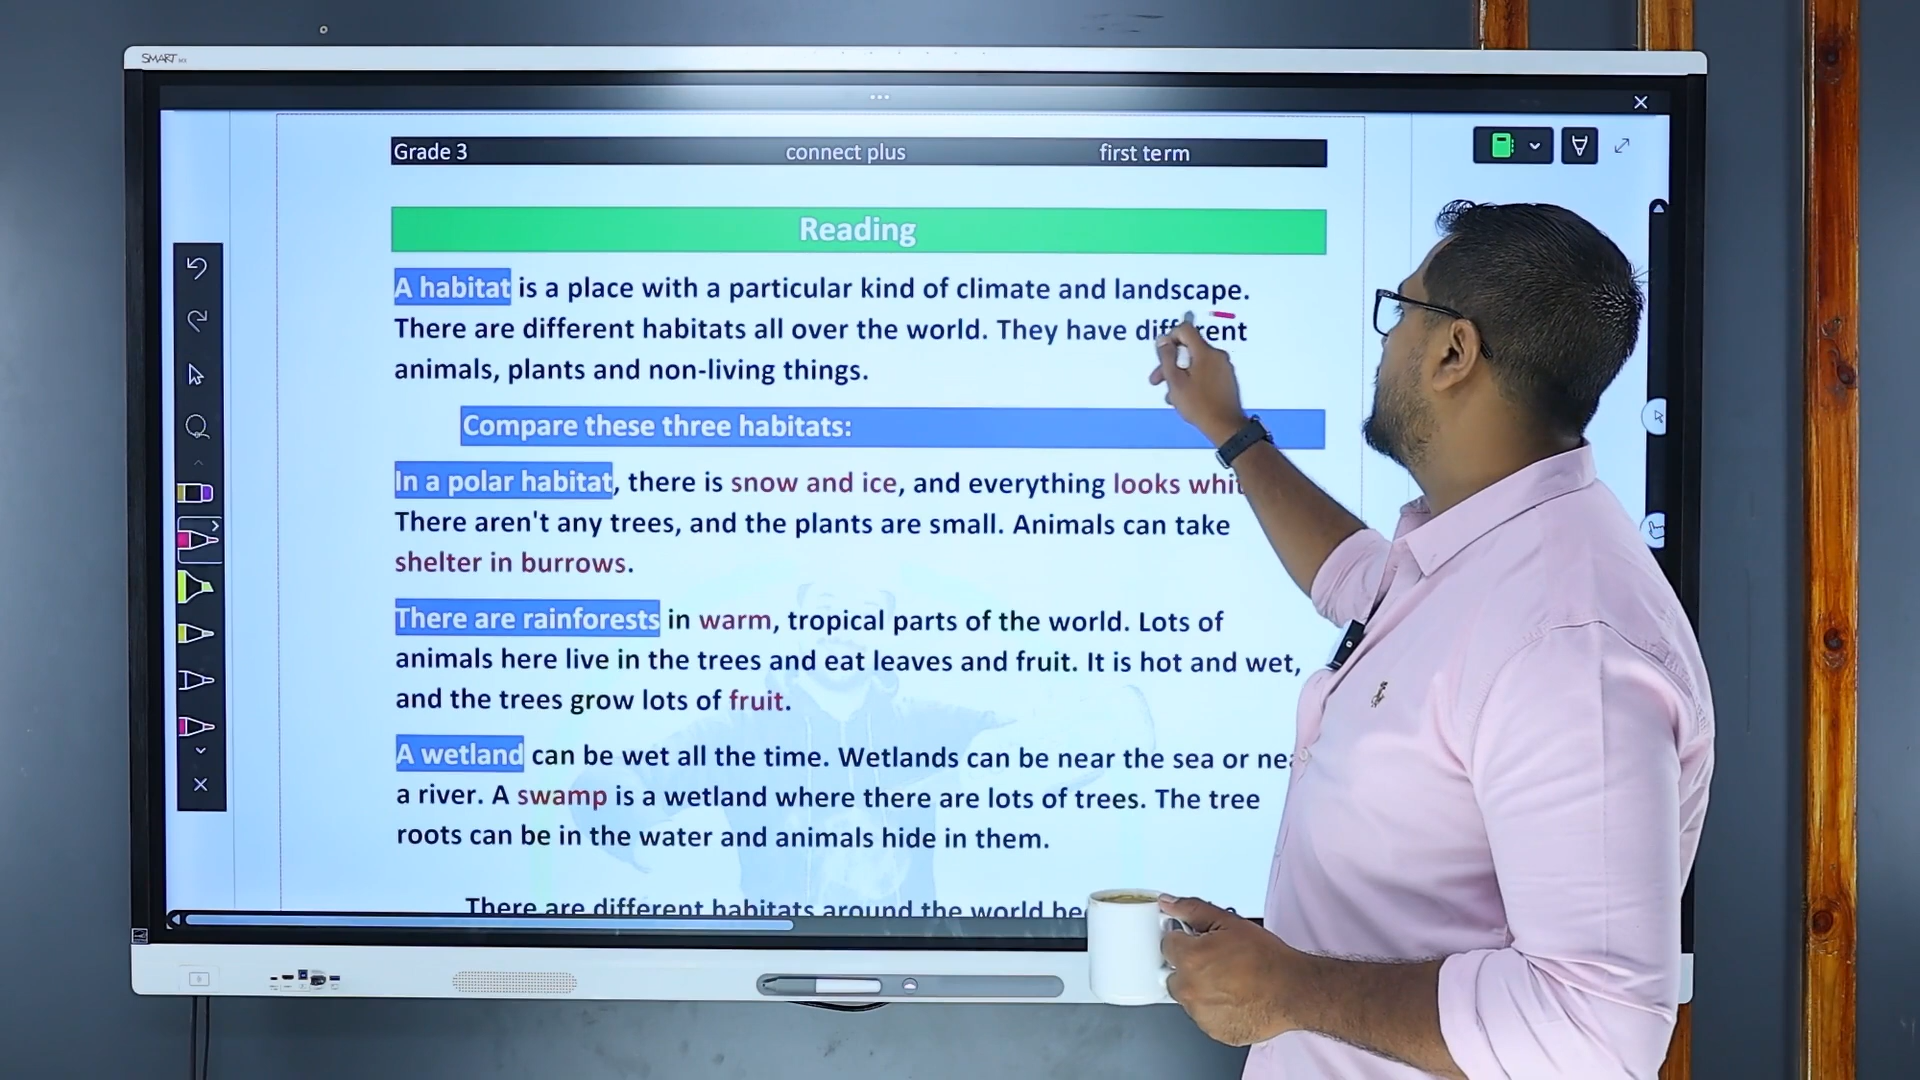 SMART
Grade 3 connect plus first term
Reading
A habitat is a place with a particular kind of climate and landscape.
There are different habitats all over the world. They have different
animals, plants and non-living things.
Compare these three habitats:
In a polar habitat, there is snow and ice, and everything looks whit
There aren't any trees, and the plants are small. Animals can take
shelter in burrows.
There are rainforests in warm, tropical parts of the world. Lots of
animals here live in the trees and eat leaves and fruit. It is hot and wet,
and the trees grow lots of fruit.
A wetland can be wet all the time. Wetlands can be near the sea or nea
a river. A swamp is a wetland where there are lots of trees. The tree
roots can be in the water and animals hide in them.
There are different habitats around the world